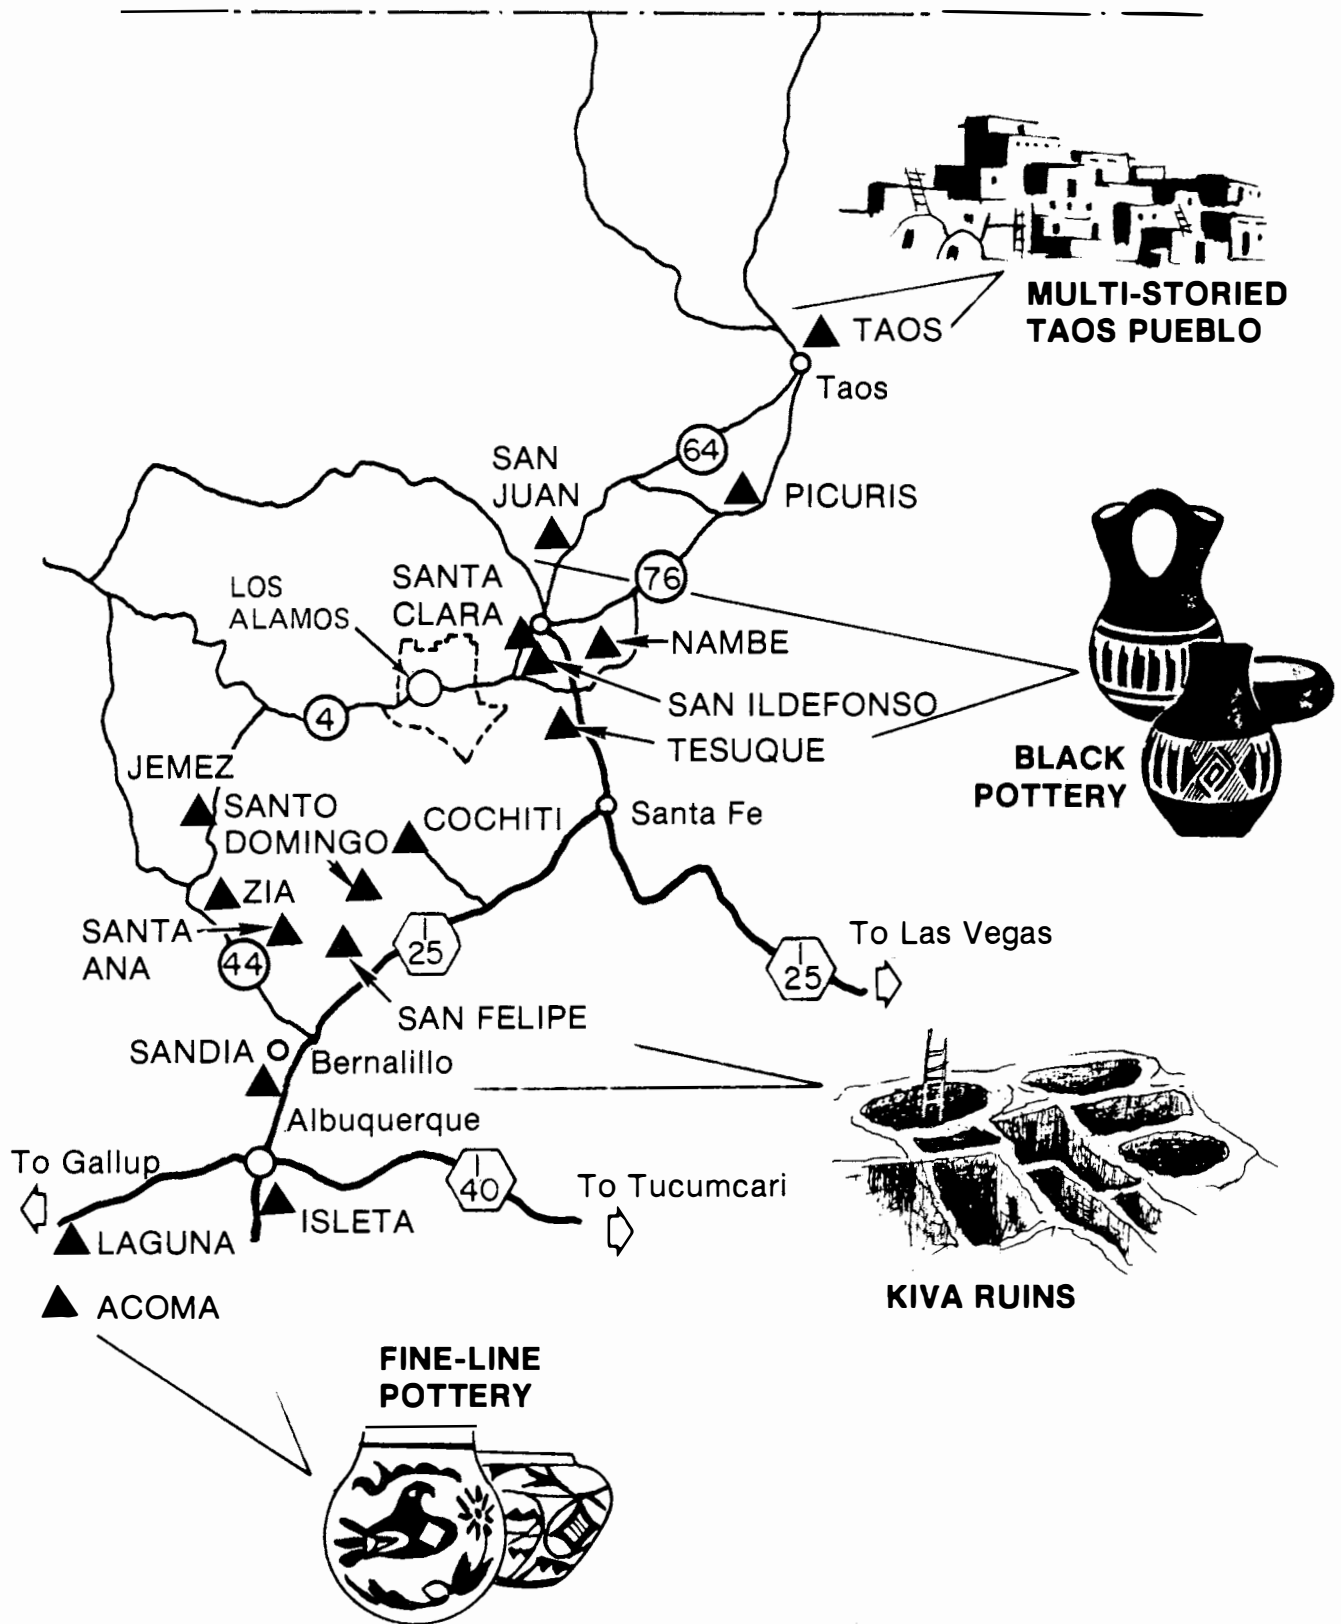 MULTI-STORIED
TAOS PUEBLO
TAOS
Taos
64
SAN
JUAN
PICURIS
76
SANTA
CLARA
LOS
ALAMOS
NAMBE
SAN ILDEFONSO
TESUQUE
4
BLACK
POTTERY
JEMEZ
SANTO
DOMINGO
COCHITI
Santa Fe
ZIA
SANTA
ANA
44
I
25
I
25
To Las Vegas
SAN FELIPE
SANDIA
Bernalillo
Albuquerque
To Gallup
I
40
To Tucumcari
ISLETA
LAGUNA
ACOMA
KIVA RUINS
FINE-LINE
POTTERY